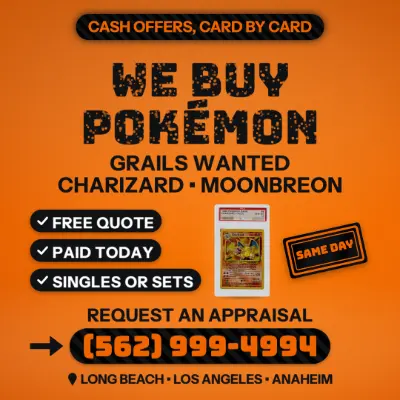 CASH OFFERS, CARD BY CARD
WE BUY
POKÉMON
GRAILS WANTED
CHARIZARD • MOONBREON
FREE QUOTE
PAID TODAY
SINGLES OR SETS
SAME DAY
REQUEST AN APPRAISAL
(562) 999-4994
LONG BEACH • LOS ANGELES • ANAHEIM